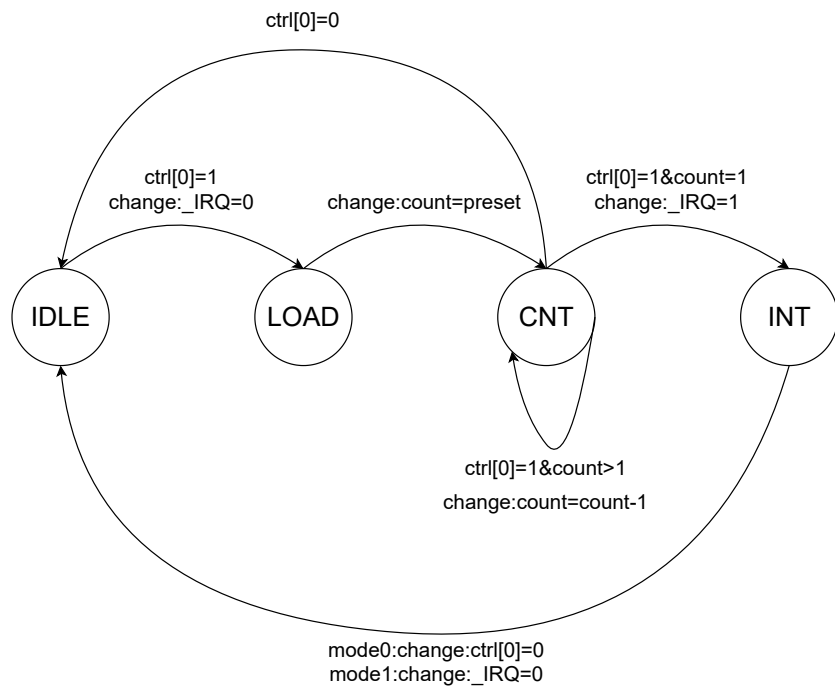 ctrl[0]=0
ctrl[0]=1
change:_IRQ=0
change:count=preset
ctrl[0]=1&count=1
change:_IRQ=1
IDLE
LOAD
CNT
INT
ctrl[0]=1&count>1
change:count=count-1
mode0:change:ctrl[0]=0
mode1:change:_IRQ=0